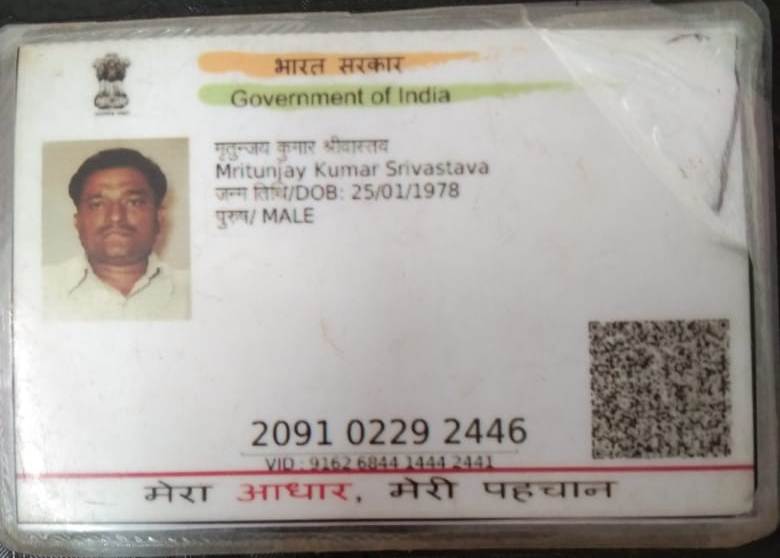 भारत सरकार
Government of India
मृतुन्जय कुमार श्रीवास्तव
Mritunjay Kumar Srivastava
जन्म तिथि/DOB: 25/01/1978
पुरुष/ MALE
2091 0229 2446
VID : 9162 6844 1444 2441
मेरा आधार, मेरी पहचान